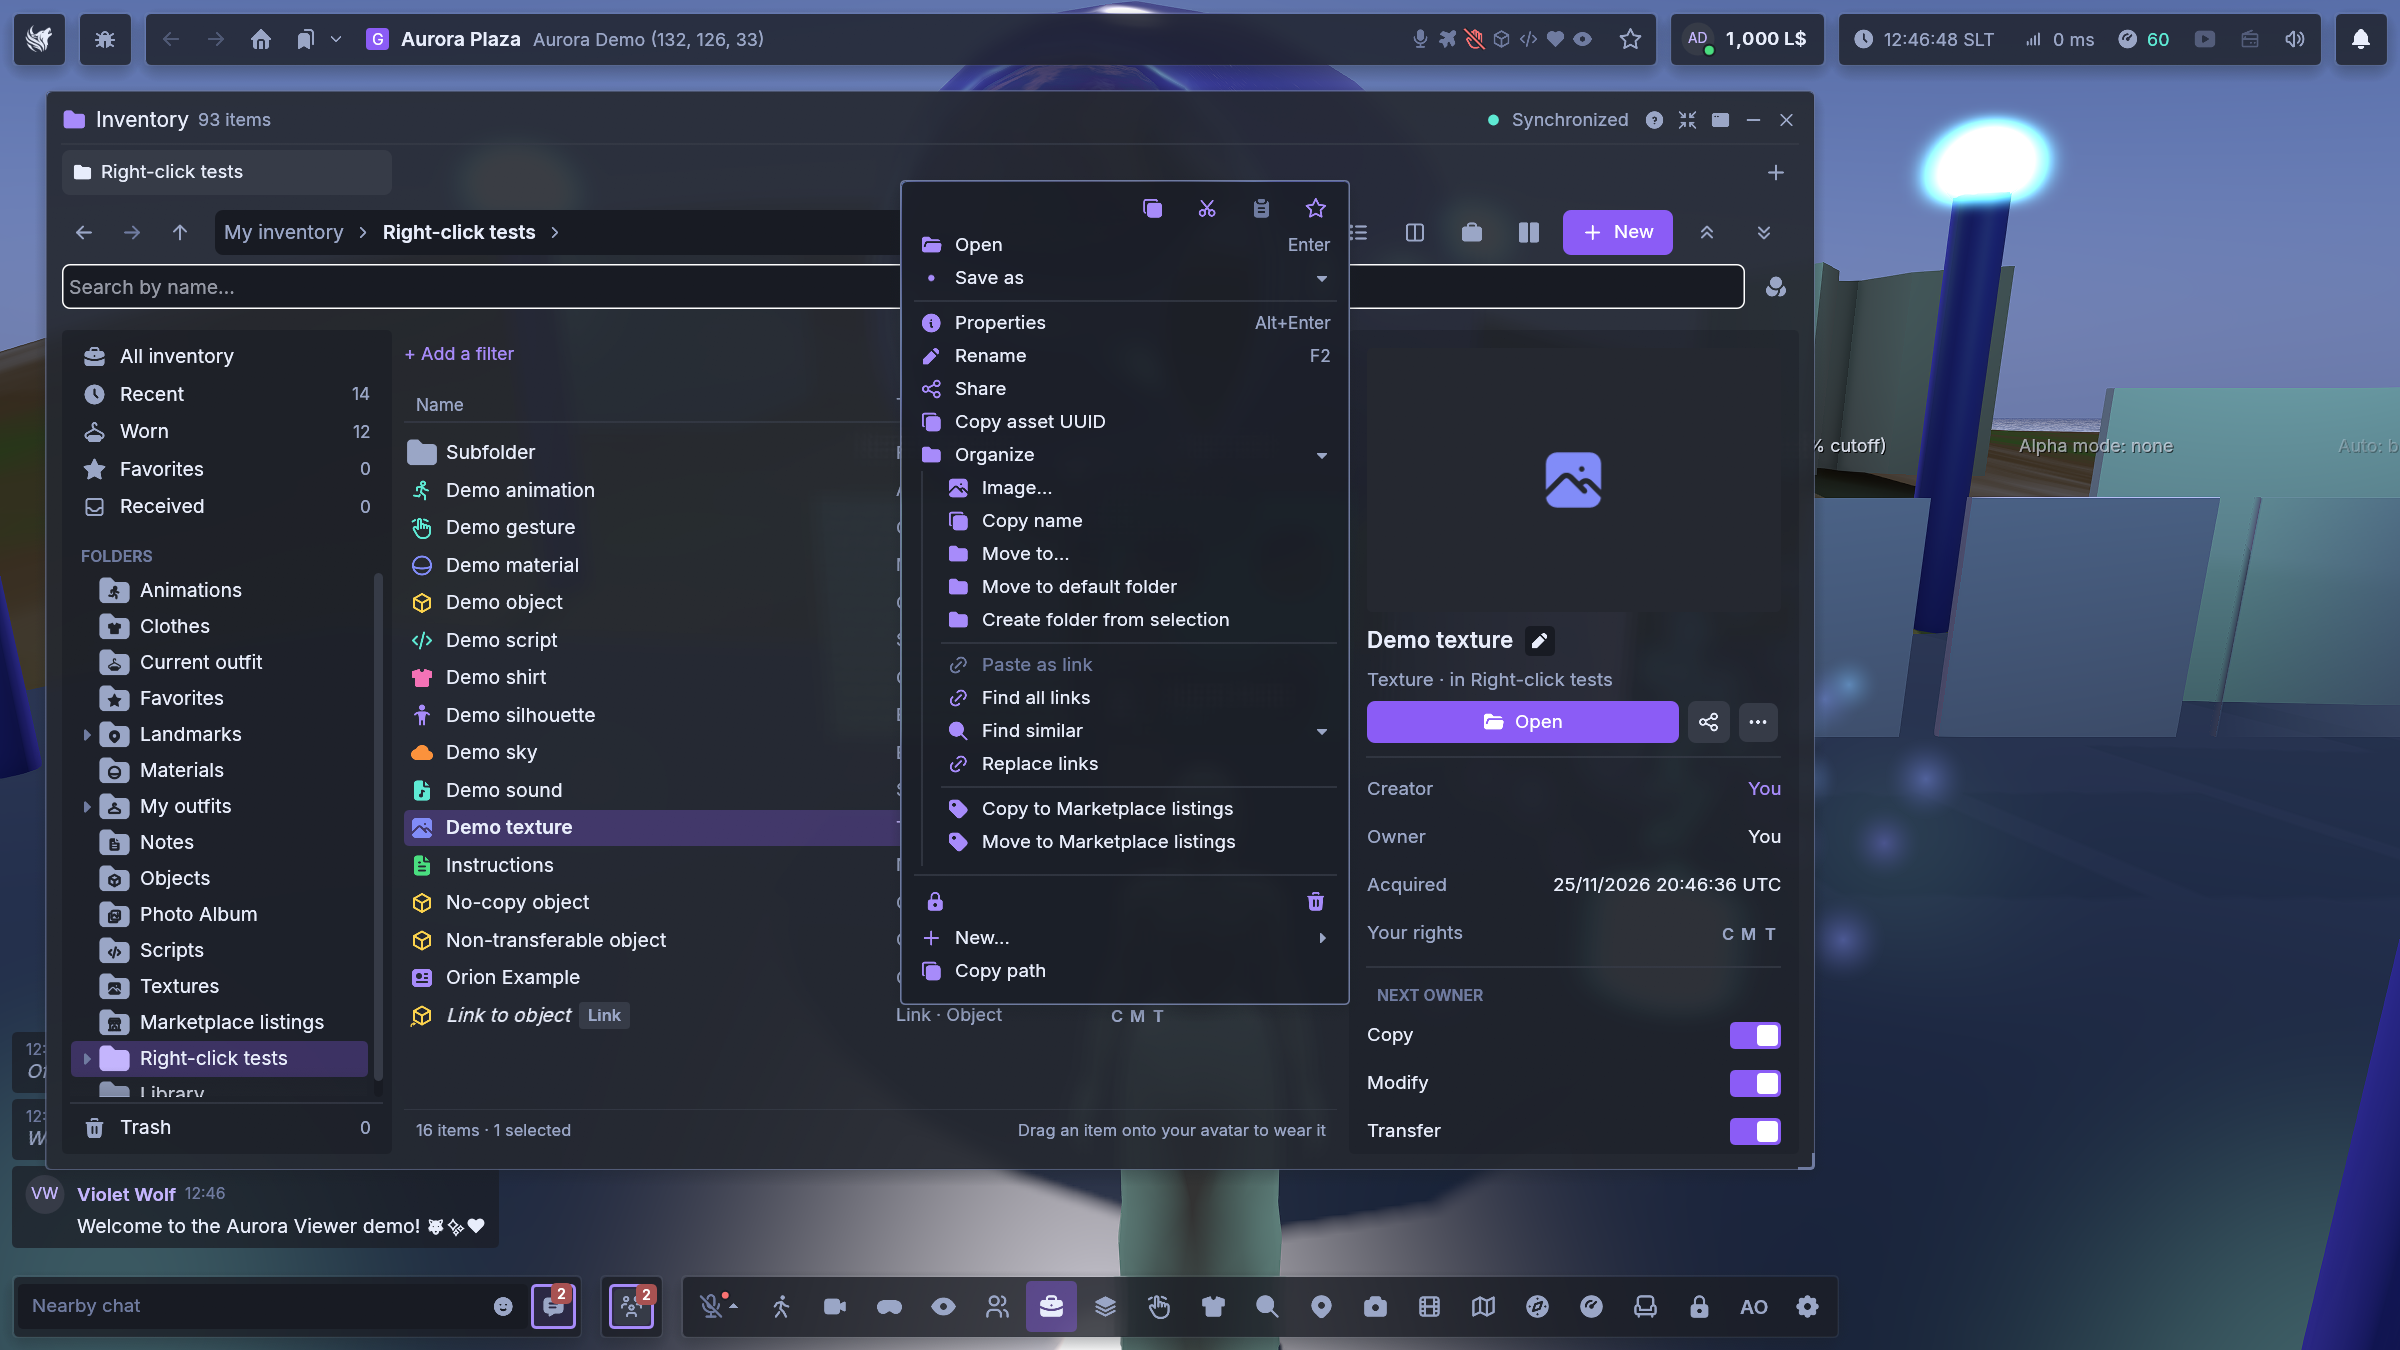 G Aurora Plaza Aurora Demo (132, 126, 33)
AD 1,000 L$
12:46:48 SLT 0 ms 60
Inventory 93 items
Synchronized
Right-click tests
My inventory Right-click tests
New
Search by name...
All inventory
Recent 14
Worn 12
Favorites 0
Received 0
FOLDERS
Animations
Clothes
Current outfit
Favorites
Landmarks
Materials
My outfits
Notes
Objects
Photo Album
Scripts
Textures
Marketplace listings
Right-click tests
Library
Trash 0
+ Add a filter
Name
Subfolder
Demo animation
Demo gesture
Demo material
Demo object
Demo script
Demo shirt
Demo silhouette
Demo sky
Demo sound
Demo texture
Instructions
No-copy object
Non-transferable object
Orion Example
Link to object Link
Link · Object C M T
16 items · 1 selected
Drag an item onto your avatar to wear it
Open Enter
Save as
Properties Alt+Enter
Rename F2
Share
Copy asset UUID
Organize
Image...
Copy name
Move to...
Move to default folder
Create folder from selection
Paste as link
Find all links
Find similar
Replace links
Copy to Marketplace listings
Move to Marketplace listings
New...
Copy path
Demo texture
Texture · in Right-click tests
Open
Creator You
Owner You
Acquired 25/11/2026 20:46:36 UTC
Your rights C M T
NEXT OWNER
Copy
Modify
Transfer
% cutoff)
Alpha mode: none
Auto: b
12:
12:
W
VW Violet Wolf 12:46
Welcome to the Aurora Viewer demo!
Nearby chat
2
2
AO